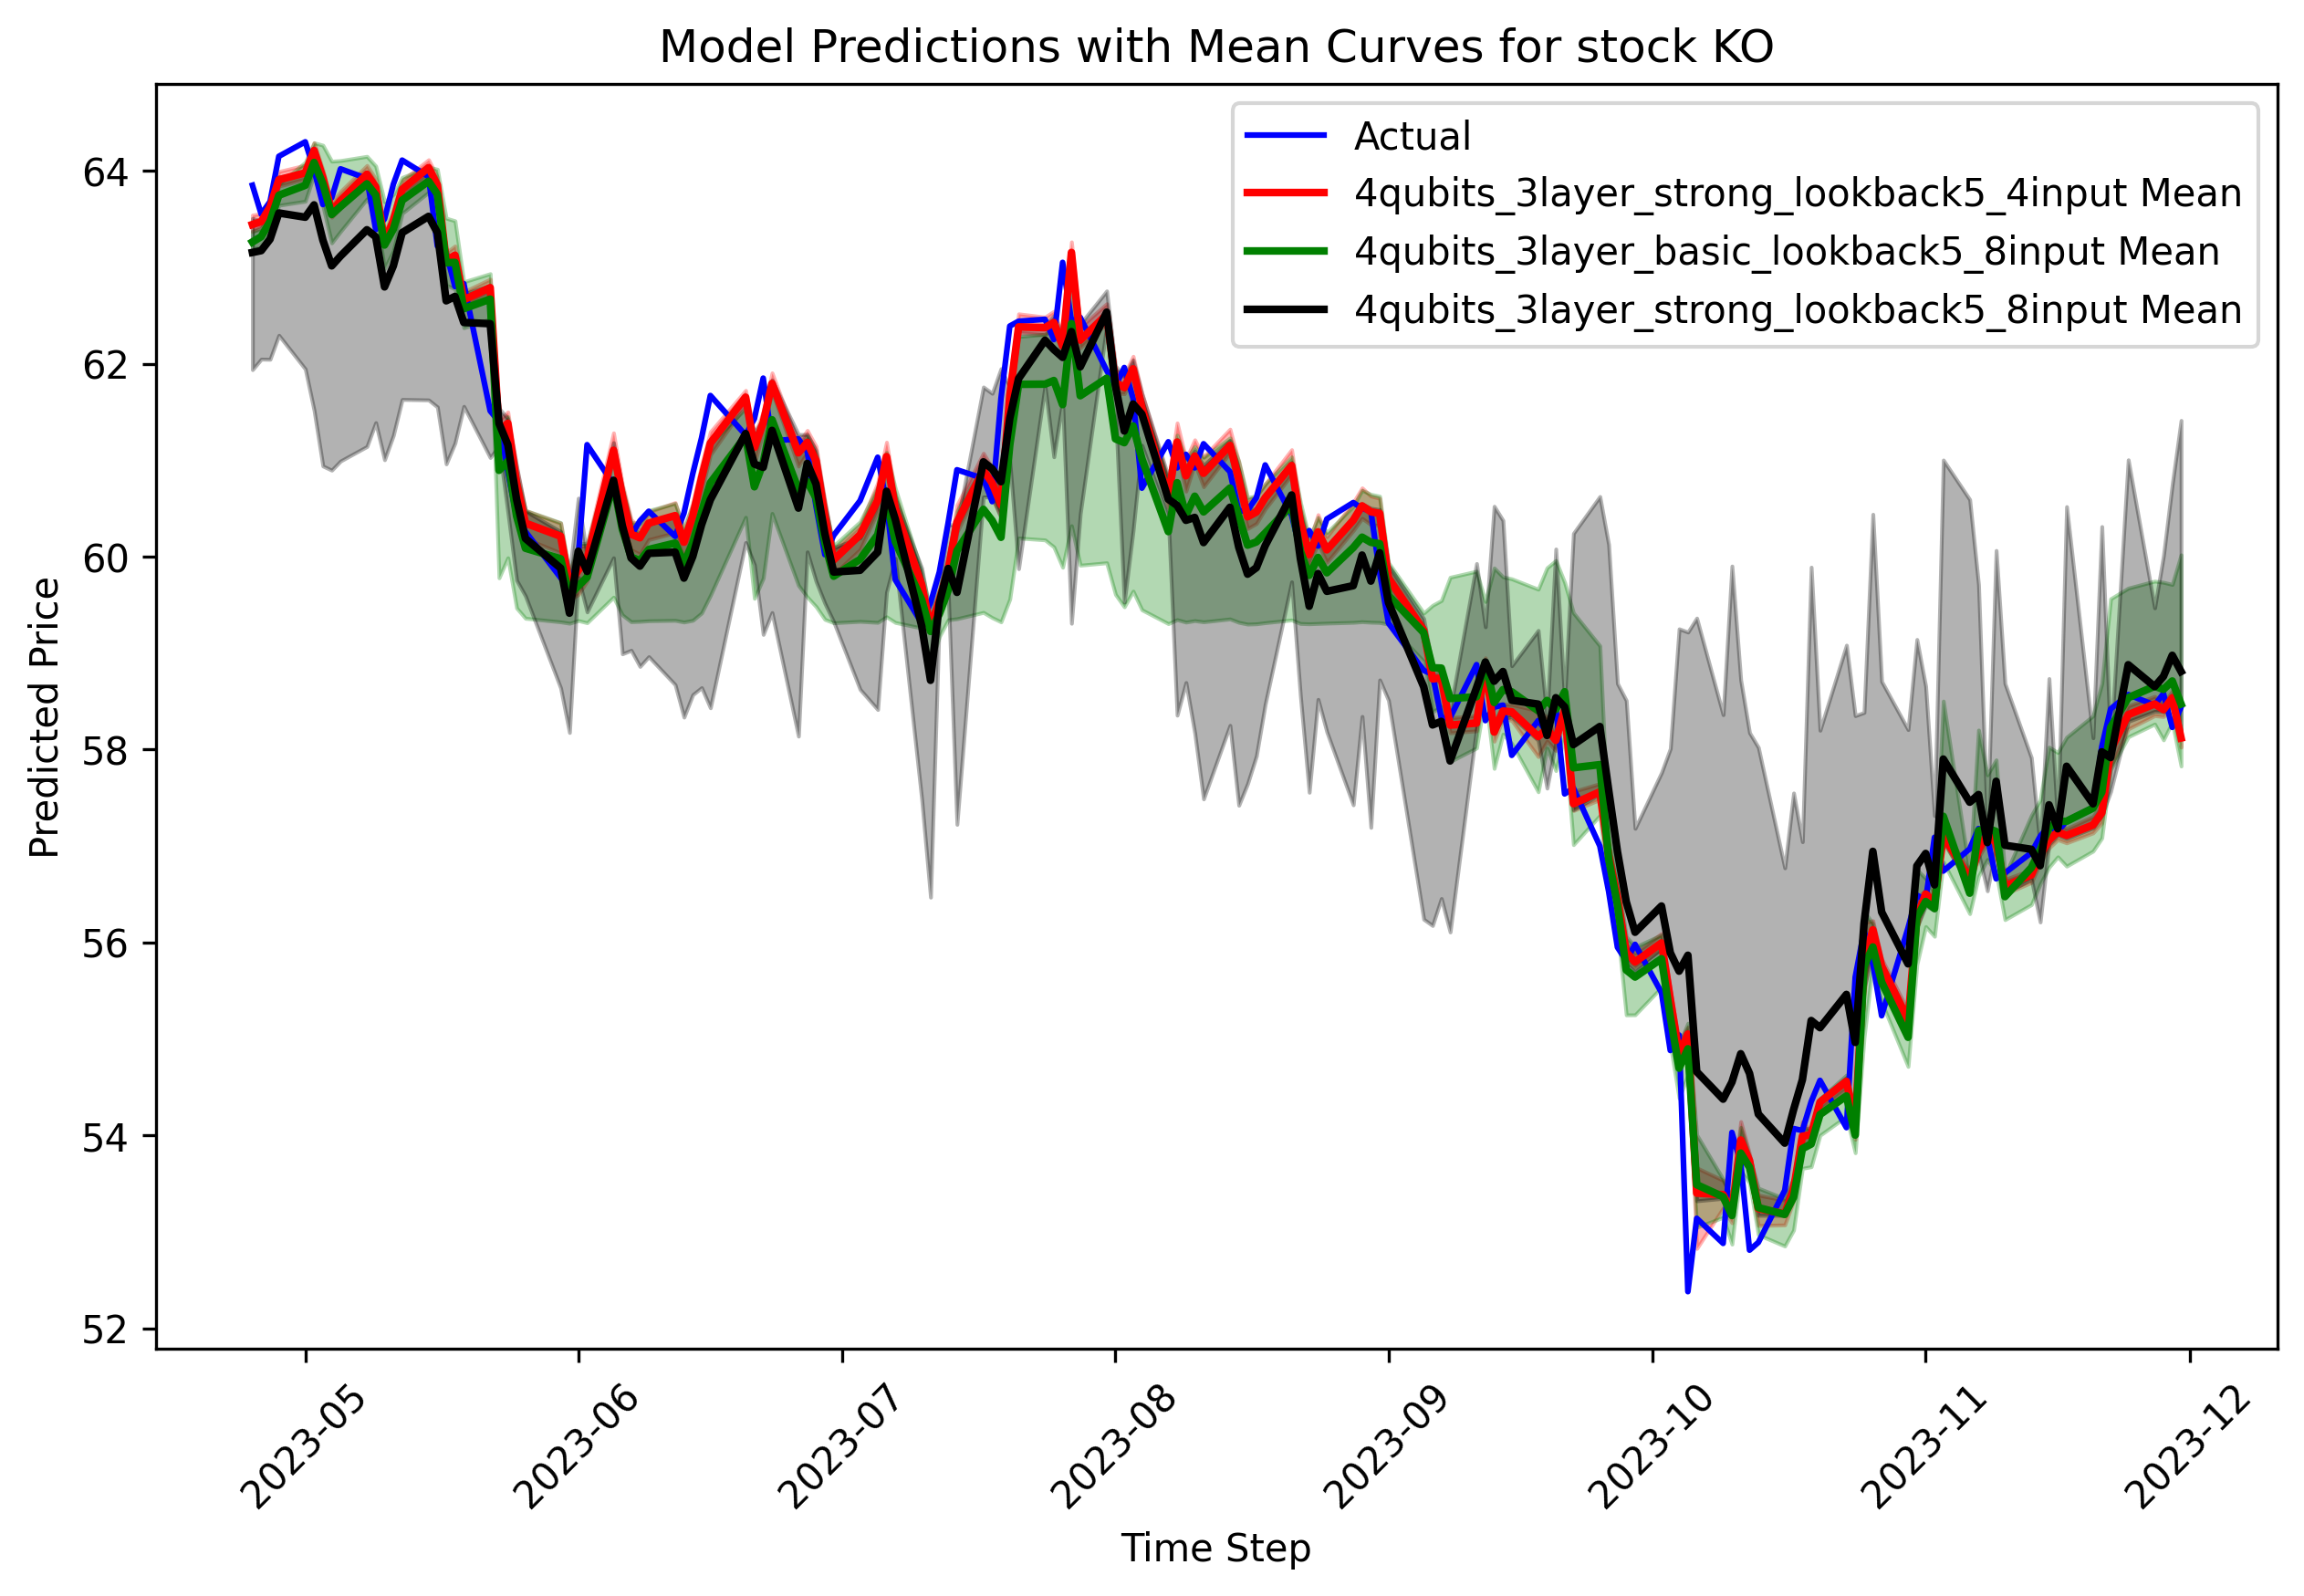 Model Predictions with Mean Curves for stock KO
Actual
4qubits_3layer_strong_lookback5_4input Mean
4qubits_3layer_basic_lookback5_8input Mean
4qubits_3layer_strong_lookback5_8input Mean
Predicted Price
64
62
60
58
56
54
52
2023-05
2023-06
2023-07
2023-08
2023-09
2023-10
2023-11
2023-12
Time Step